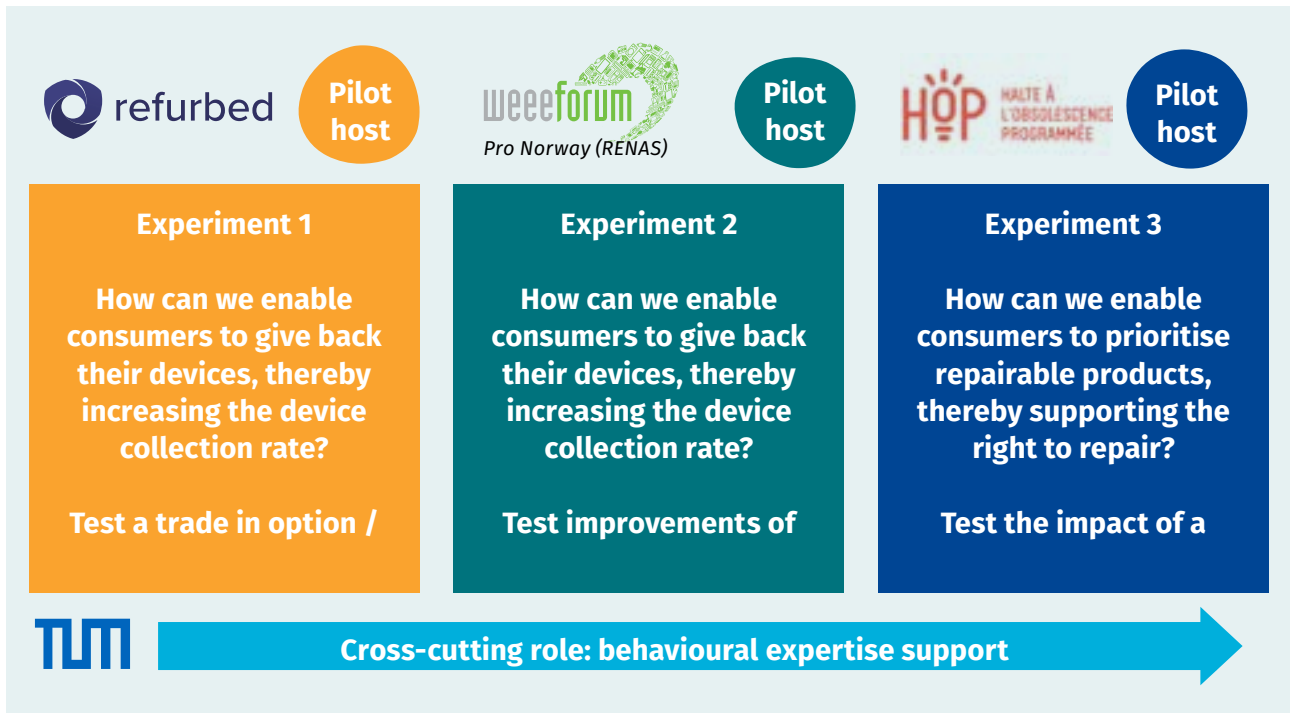 refurbed
Pilot
host
weeeforum
Pro Norway (RENAS)
Pilot
host
HOP
HALTE À
L'OBSOLESCENCE
PROGRAMMÉE
Pilot
host
Experiment 1
How can we enable
consumers to give back
their devices, thereby
increasing the device
collection rate?
Test a trade in option /
Experiment 2
How can we enable
consumers to give back
their devices, thereby
increasing the device
collection rate?
Test improvements of
Experiment 3
How can we enable
consumers to prioritise
repairable products,
thereby supporting the
right to repair?
Test the impact of a
TUM
Cross-cutting role: behavioural expertise support